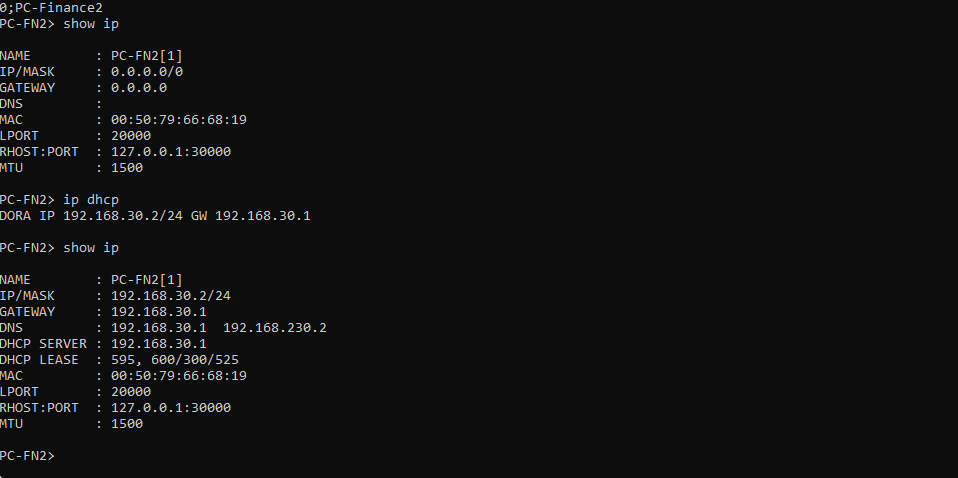 0;PC-Finance2
PC-FN2> show ip
NAME        : PC-FN2[1]
IP/MASK     : 0.0.0.0/0
GATEWAY     : 0.0.0.0
DNS         :
MAC         : 00:50:79:66:68:19
LPORT       : 20000
RHOST:PORT  : 127.0.0.1:30000
MTU         : 1500
PC-FN2> ip dhcp
DORA IP 192.168.30.2/24 GW 192.168.30.1
PC-FN2> show ip
NAME        : PC-FN2[1]
IP/MASK     : 192.168.30.2/24
GATEWAY     : 192.168.30.1
DNS         : 192.168.30.1  192.168.230.2
DHCP SERVER : 192.168.30.1
DHCP LEASE  : 595, 600/300/525
MAC         : 00:50:79:66:68:19
LPORT       : 20000
RHOST:PORT  : 127.0.0.1:30000
MTU         : 1500
PC-FN2>